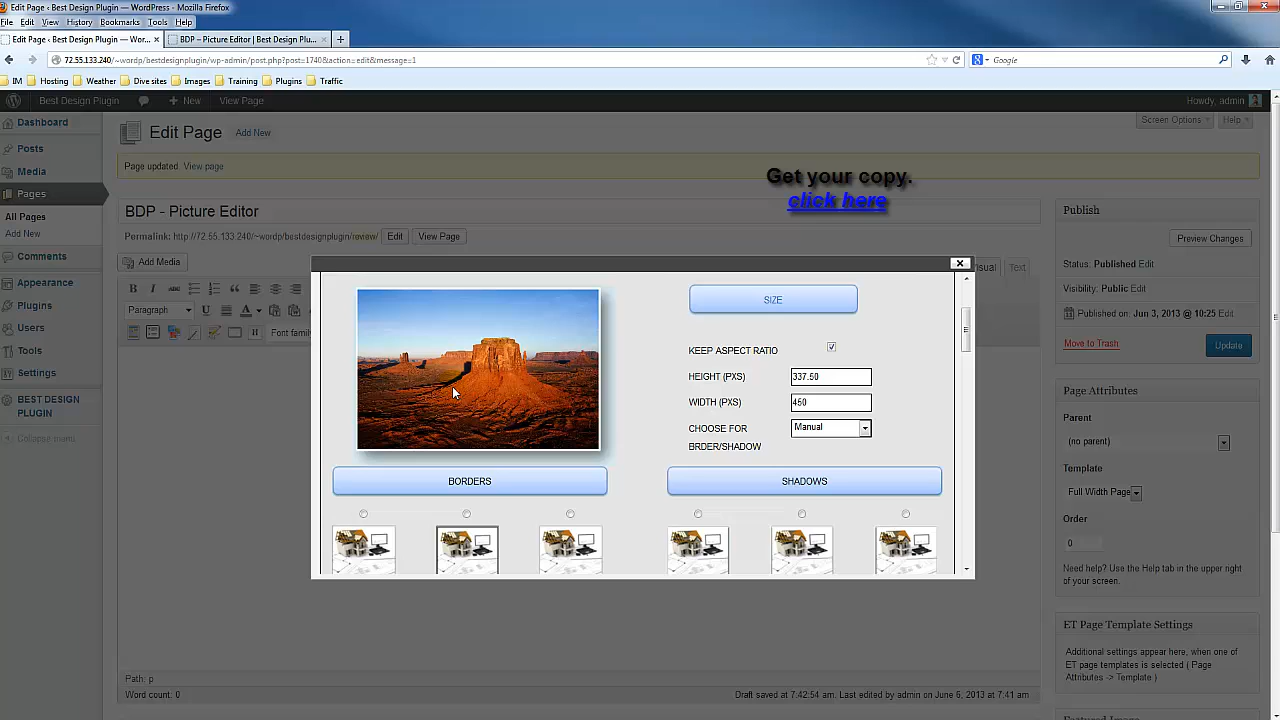 Edit Page ‹ Best Design Plugin — WordPress - Mozilla Firefox
File Edit View History Bookmarks Tools Help
Edit Page ‹ Best Design Plugin — Wor... × BDP – Picture Editor | Best Design Plu... × +
72.55.133.240/~wordp/bestdesignplugin/wp-admin/post.php?post=1740&action=edit&message=1
Google
IM Hosting Weather Dive sites Images Training Plugins Traffic
Best Design Plugin + New View Page Howdy, admin
Screen Options Help
Dashboard
Posts
Media
Pages
All Pages
Add New
Comments
Appearance
Plugins
Users
Tools
Settings
BEST DESIGN
PLUGIN
Collapse menu
Edit Page Add New
Page updated. View page
Get your copy.
click here
BDP - Picture Editor
Permalink: http://72.55.133.240/~wordp/bestdesignplugin/review/ Edit View Page
Add Media
Text
B I ABC
Paragraph U A
Font family
SIZE
KEEP ASPECT RATIO
HEIGHT (PXS) 337.50
WIDTH (PXS) 450
CHOOSE FOR Manual
BRDER/SHADOW
BORDERS SHADOWS
Path: p
Word count: 0 Draft saved at 7:42:54 am. Last edited by admin on June 6, 2013 at 7:41 am
Publish
Preview Changes
Status: Published Edit
Visibility: Public Edit
Published on: Jun 3, 2013 @ 10:25 Edit
Move to Trash Update
Page Attributes
Parent
(no parent)
Template
Full Width Page
Order
0
Need help? Use the Help tab in the upper right
of your screen.
ET Page Template Settings
Additional settings appear here, when one of
ET page templates is selected ( Page
Attributes -> Template )